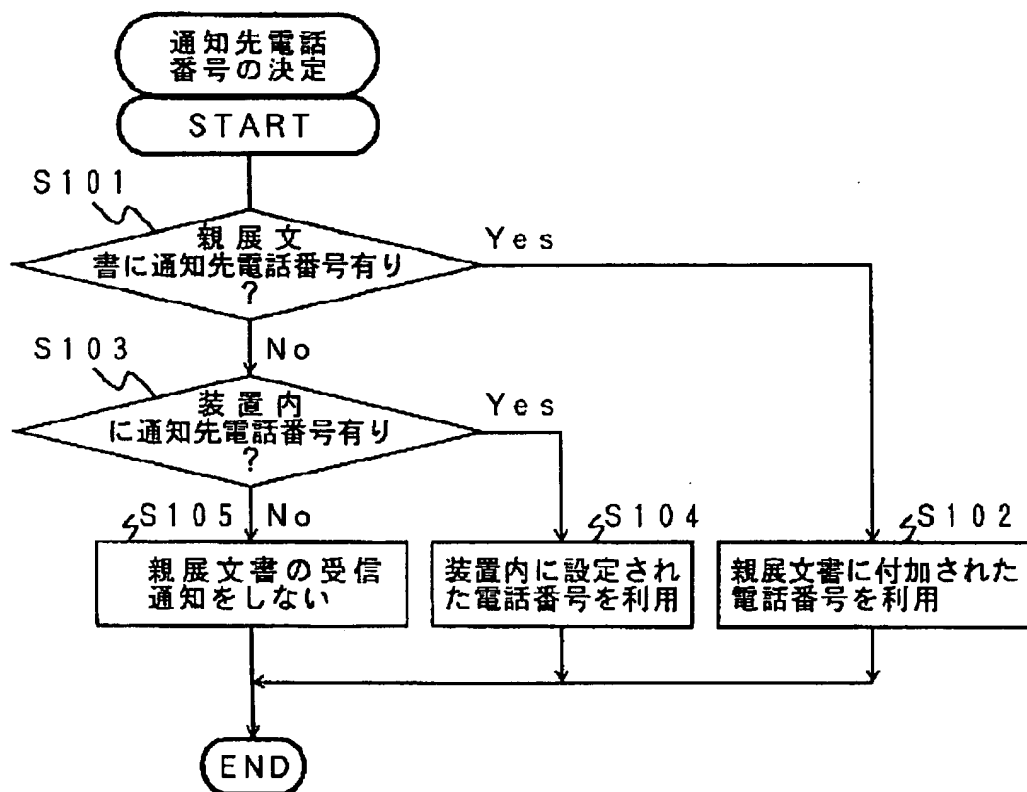 通知先電話
番号の決定
START
S101
親展文
書に通知先電話番号有り
?
Yes
No
S103
装置内
に通知先電話番号有り
?
Yes
No
S105
親展文書の受信
通知をしない
S104
装置内に設定され
た電話番号を利用
S102
親展文書に付加された
電話番号を利用
END